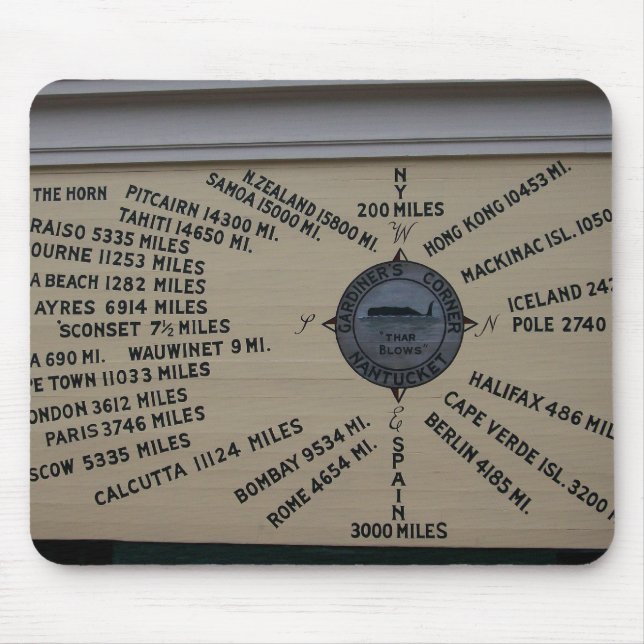 THE HORN
PITCAIRN 14300 MI.
TAHITI 14650 MI.
SAMOA 15000 MI.
N.ZEALAND 15800 MI.
RAISO 5335 MILES
OURNE 11253 MILES
A BEACH 1282 MILES
AYRES 6914 MILES
'SCONSET 7½ MILES
A 690 MI. WAUWINET 9 MI.
PE TOWN 11033 MILES
ONDON 3612 MILES
PARIS 3746 MILES
SCOW 5335 MILES
CALCUTTA 11124 MILES
BOMBAY 9534 MI.
ROME 4654 MI.
NY
200 MILES
W
S
N
E
GARDINER'S CORNER
"THAR
BLOWS"
NANTUCKET
SPAIN
3000 MILES
HONG KONG 10453 MI.
MACKINAC ISL. 1050
ICELAND 242
POLE 2740
HALIFAX 486 MIL
CAPE VERDE ISL. 3200 M
BERLIN 4185 MI.